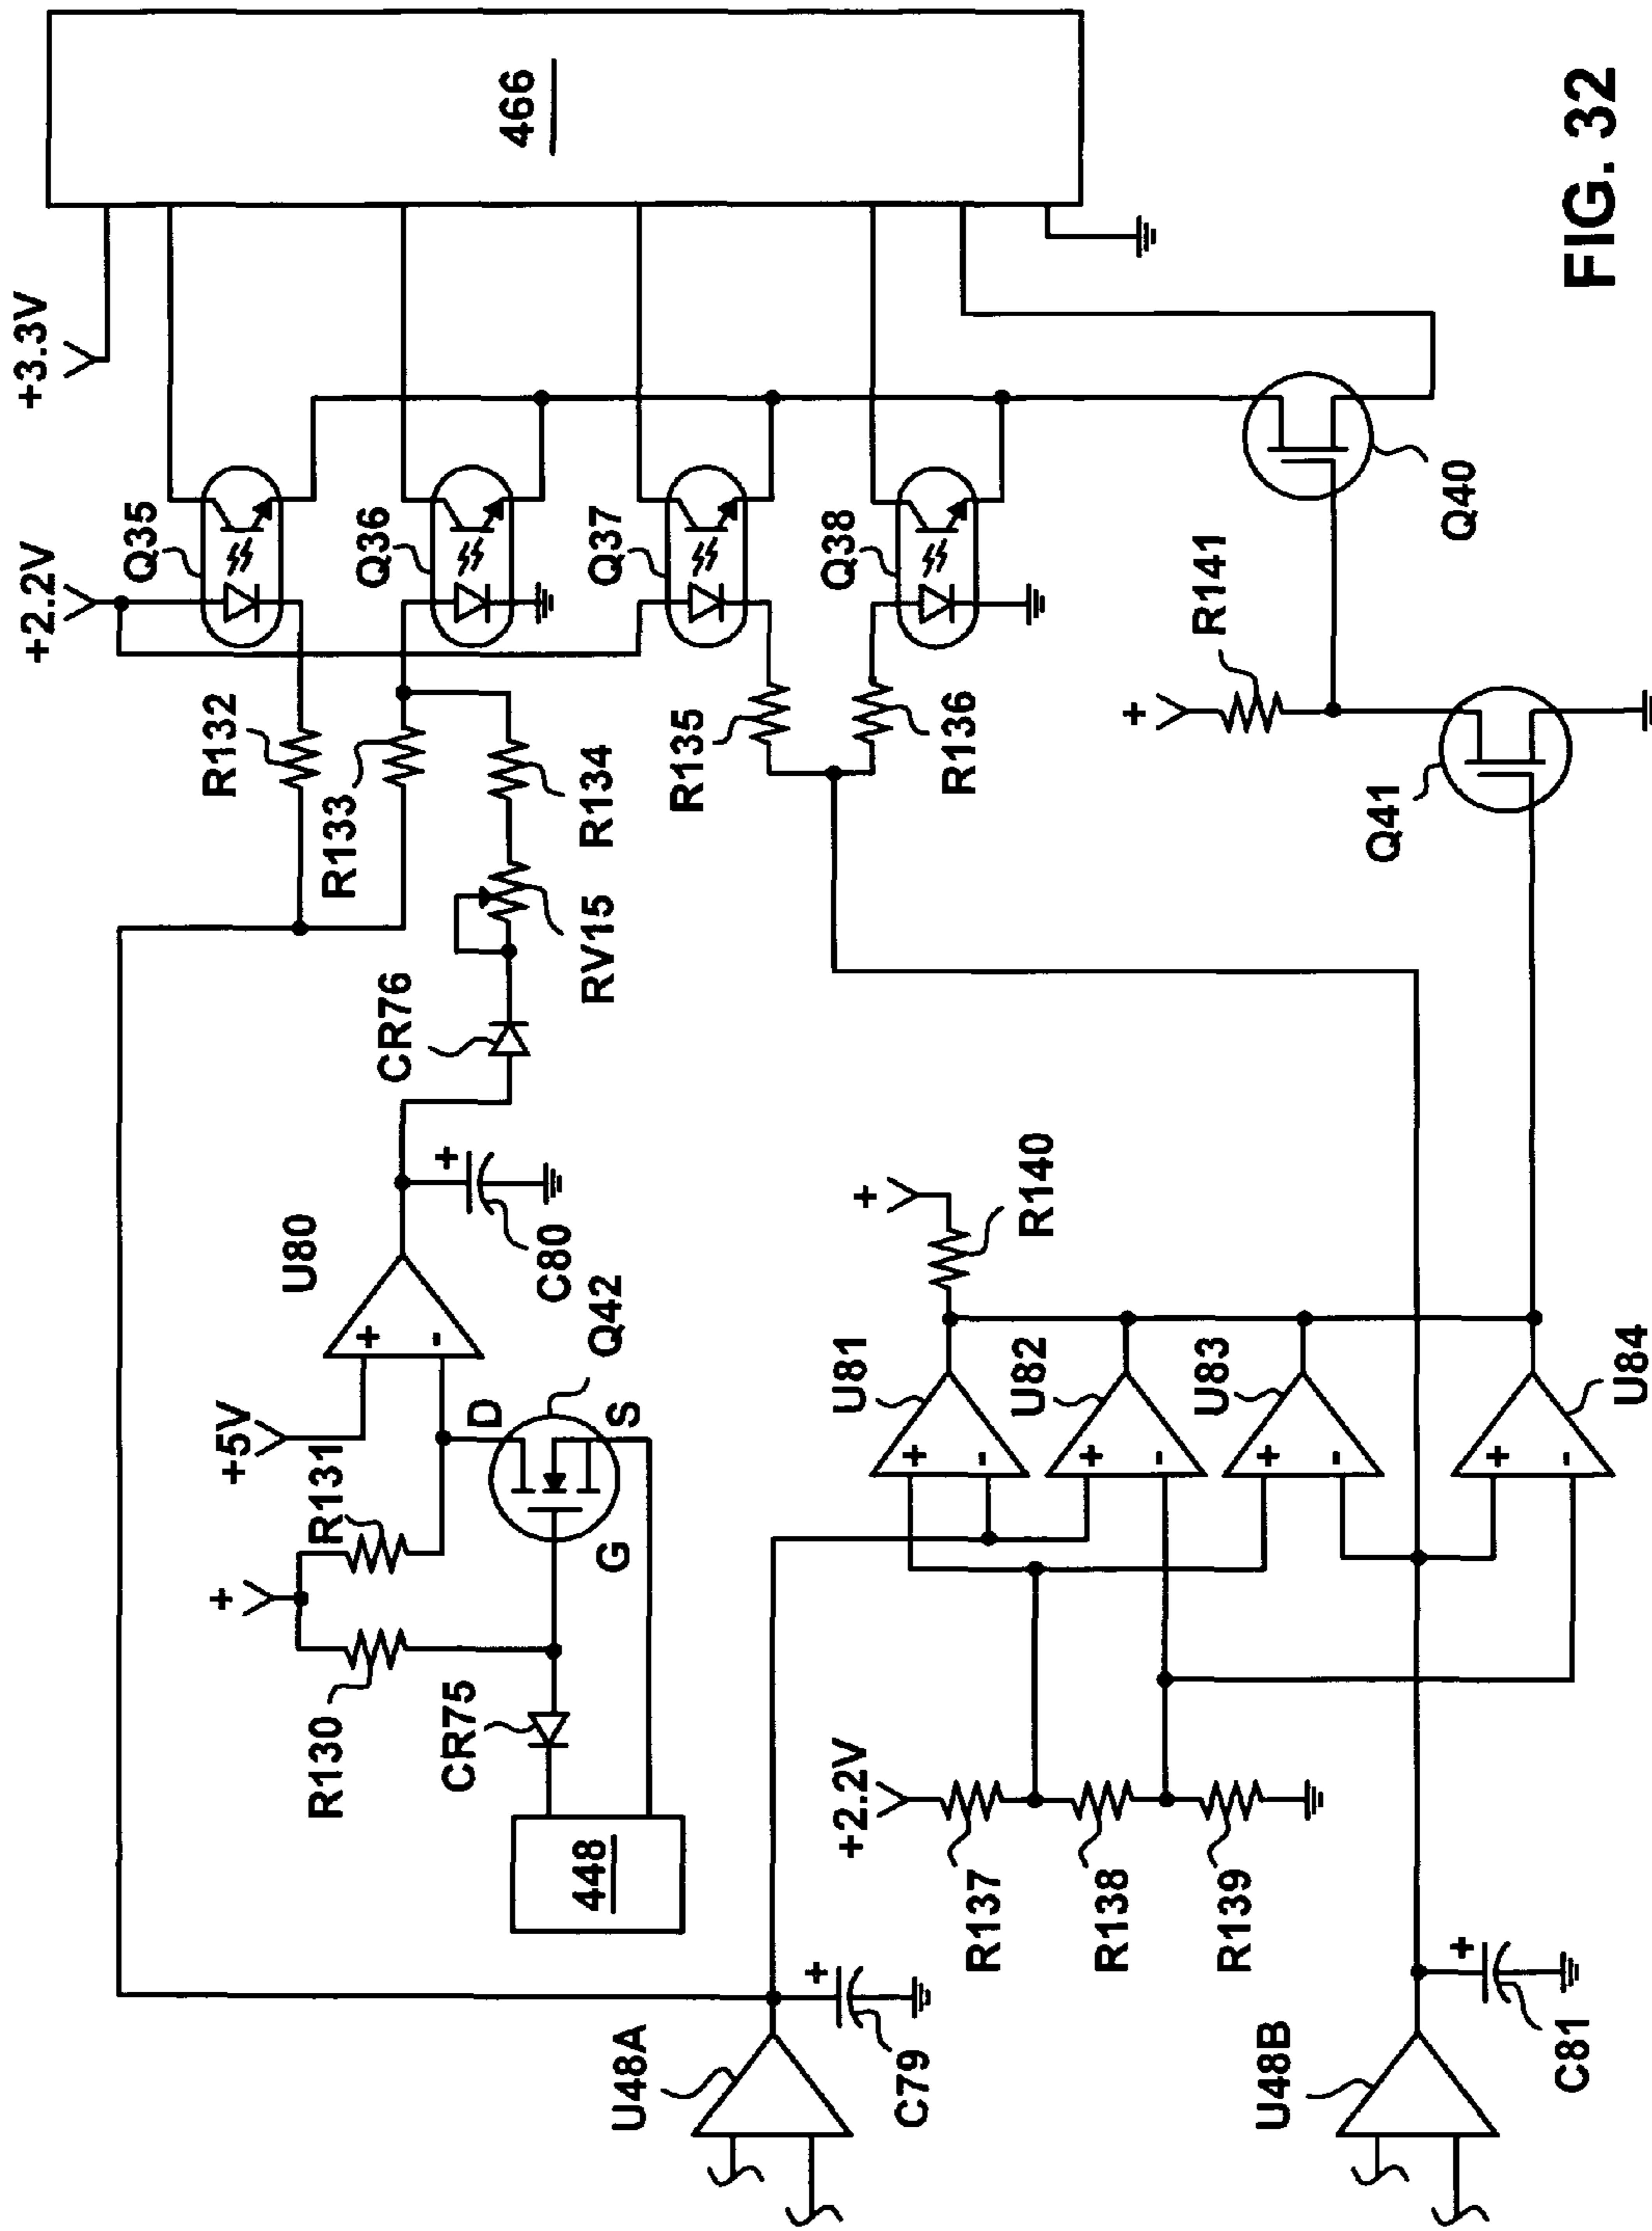 466
+3.3V
+2.2V
Q35
Q36
Q37
Q38
R132
R133
R134
RV15
CR76
R135
R136
+
R141
Q40
Q41
U80
+
-
+
C80
+5V
R131
+
R130
CR75
Q42
D
G
S
448
+
R140
U81
+
-
U82
+
-
U83
+
-
U84
+
-
+2.2V
R137
R138
R139
U48A
+
C79
U48B
+
C81
FIG. 32